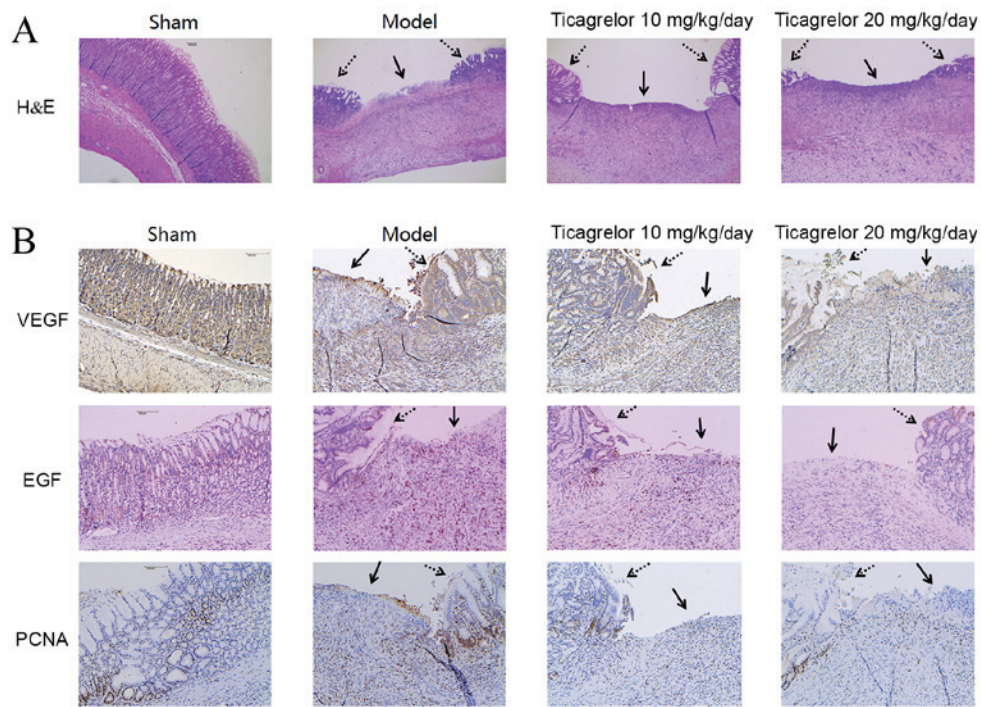 A
Sham Model Ticagrelor 10 mg/kg/day Ticagrelor 20 mg/kg/day
H&E
B
Sham Model Ticagrelor 10 mg/kg/day Ticagrelor 20 mg/kg/day
VEGF
EGF
PCNA